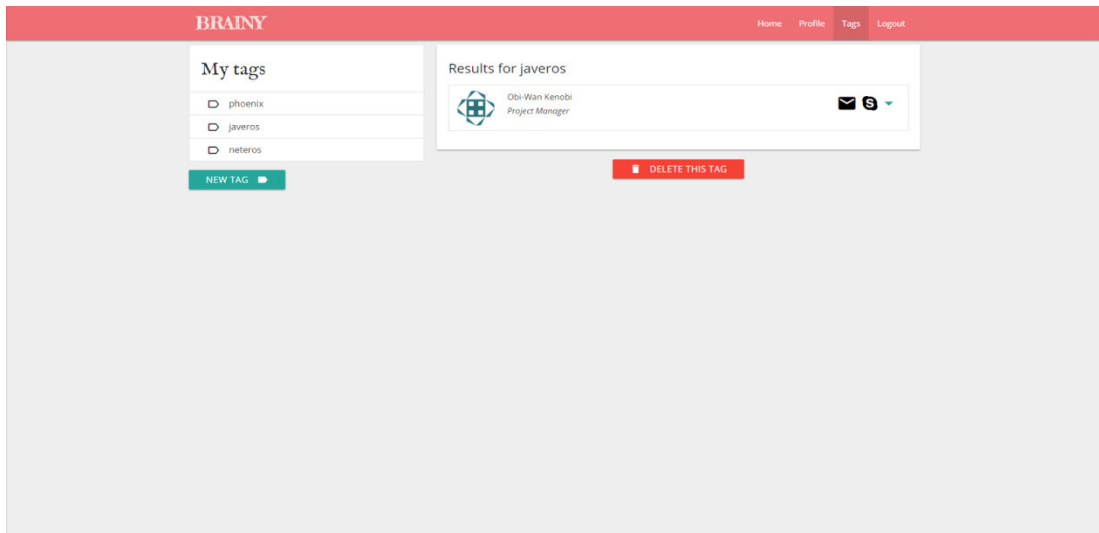 BRAINY
Home Profile Tags Logout
My tags
phoenix
javeros
neteros
NEW TAG
Results for javeros
Obi-Wan Kenobi
Project Manager
DELETE THIS TAG